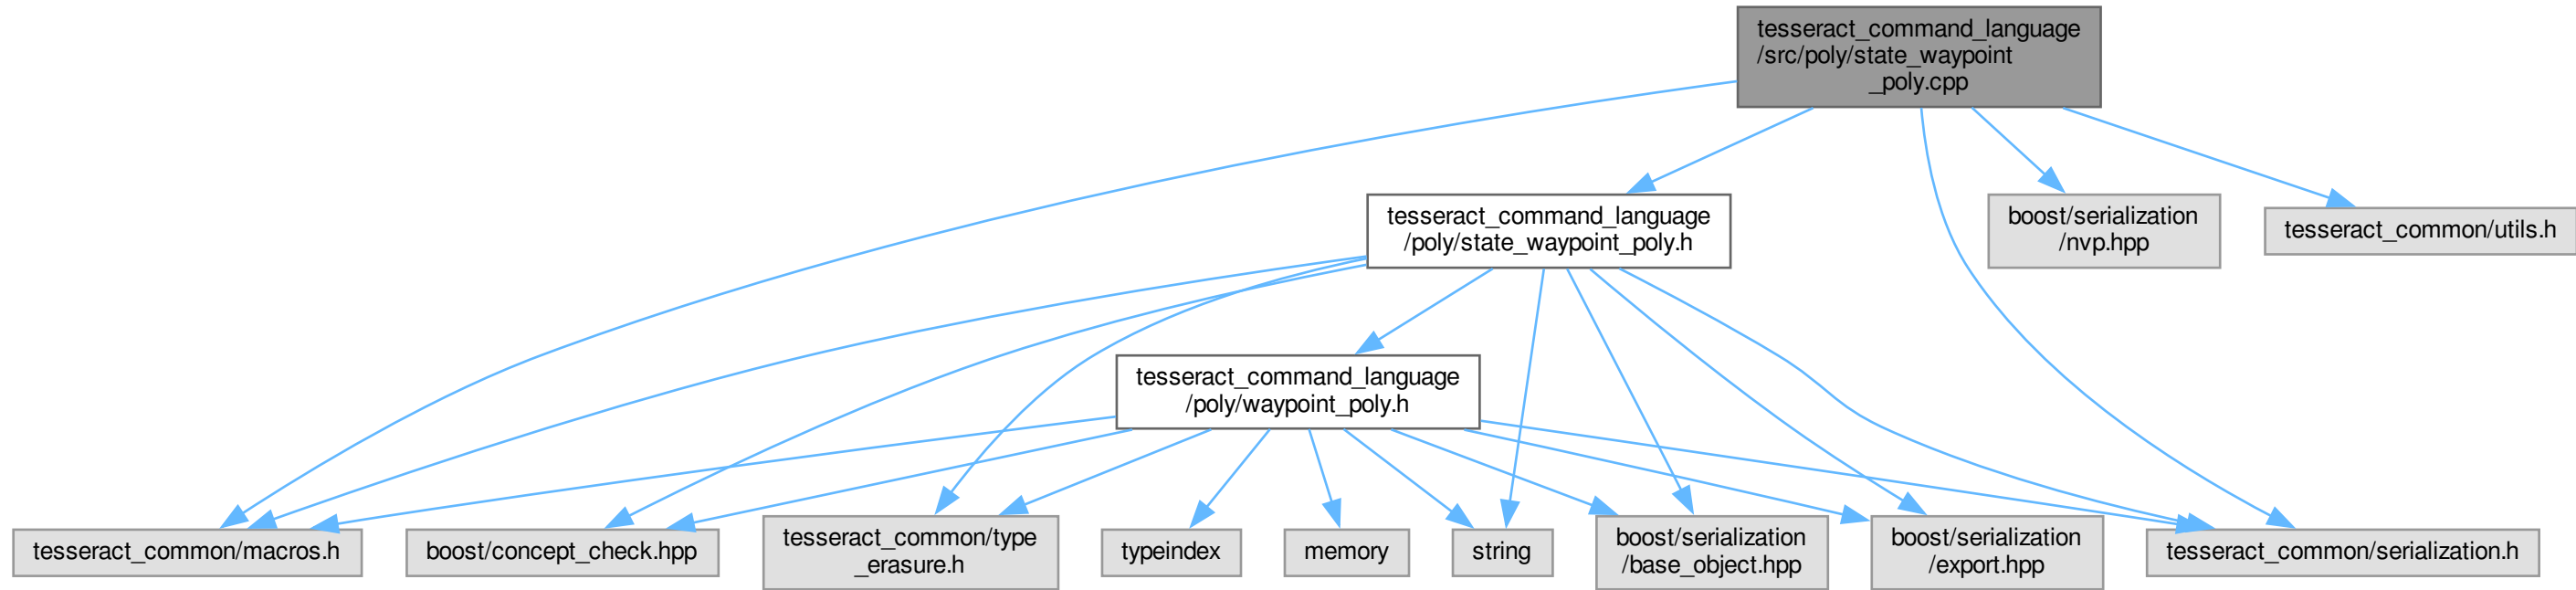 tesseract_command_language
/src/poly/state_waypoint
_poly.cpp
tesseract_command_language
/poly/state_waypoint_poly.h
boost/serialization
/nvp.hpp
tesseract_common/utils.h
tesseract_command_language
/poly/waypoint_poly.h
tesseract_common/macros.h
boost/concept_check.hpp
tesseract_common/type
_erasure.h
typeindex
memory
string
boost/serialization
/base_object.hpp
boost/serialization
/export.hpp
tesseract_common/serialization.h